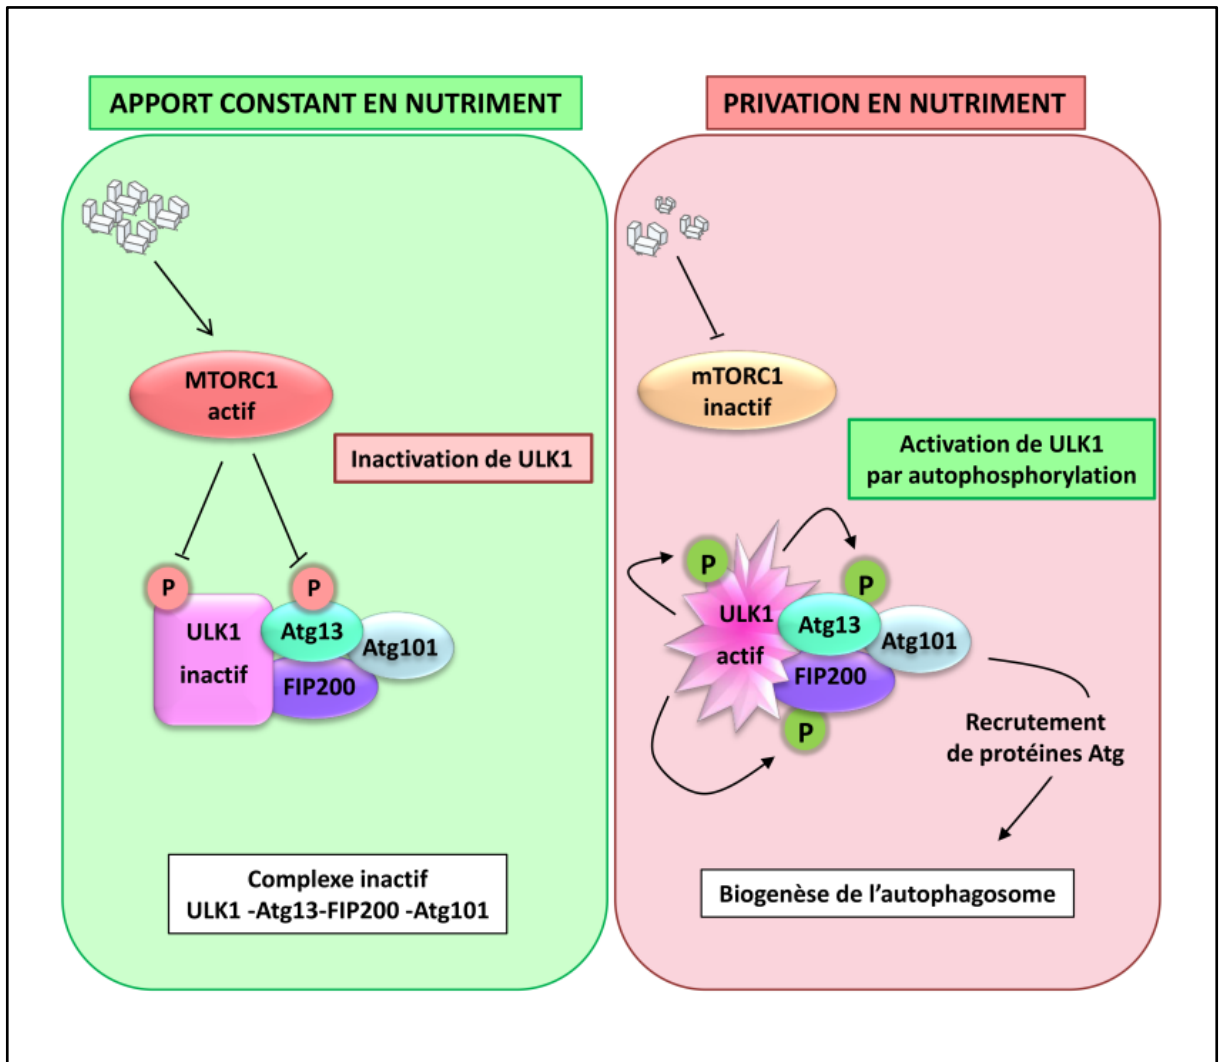 APPORT CONSTANT EN NUTRIMENT
MTORC1
actif
Inactivation de ULK1
P
P
ULK1
inactif
Atg13
Atg101
FIP200
Complexe inactif
ULK1 -Atg13-FIP200 -Atg101
PRIVATION EN NUTRIMENT
mTORC1
inactif
Activation de ULK1
par autophosphorylation
P
P
ULK1
actif
Atg13
Atg101
FIP200
P
Recrutement
de protéines Atg
Biogenèse de l’autophagosome